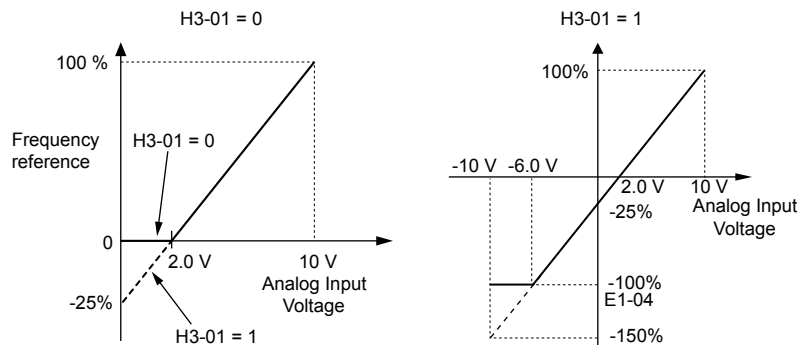 H3-01 = 0
100 %
Frequency
reference
H3-01 = 0
0
2.0 V
10 V
Analog Input
Voltage
-25%
H3-01 = 1
H3-01 = 1
100%
-10 V
-6.0 V
2.0 V
10 V
Analog Input
Voltage
-25%
-100%
E1-04
-150%